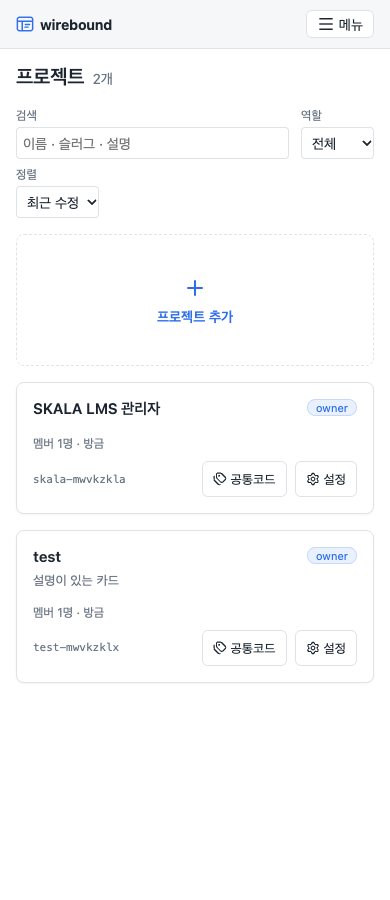 wirebound
메뉴
프로젝트 2개
검색
역할
이름 · 슬러그 · 설명
전체
정렬
최근 수정
프로젝트 추가
SKALA LMS 관리자
owner
멤버 1명 · 방금
skala-mwvkzkla
공통코드
설정
test
owner
설명이 있는 카드
멤버 1명 · 방금
test-mwvkzklx
공통코드
설정